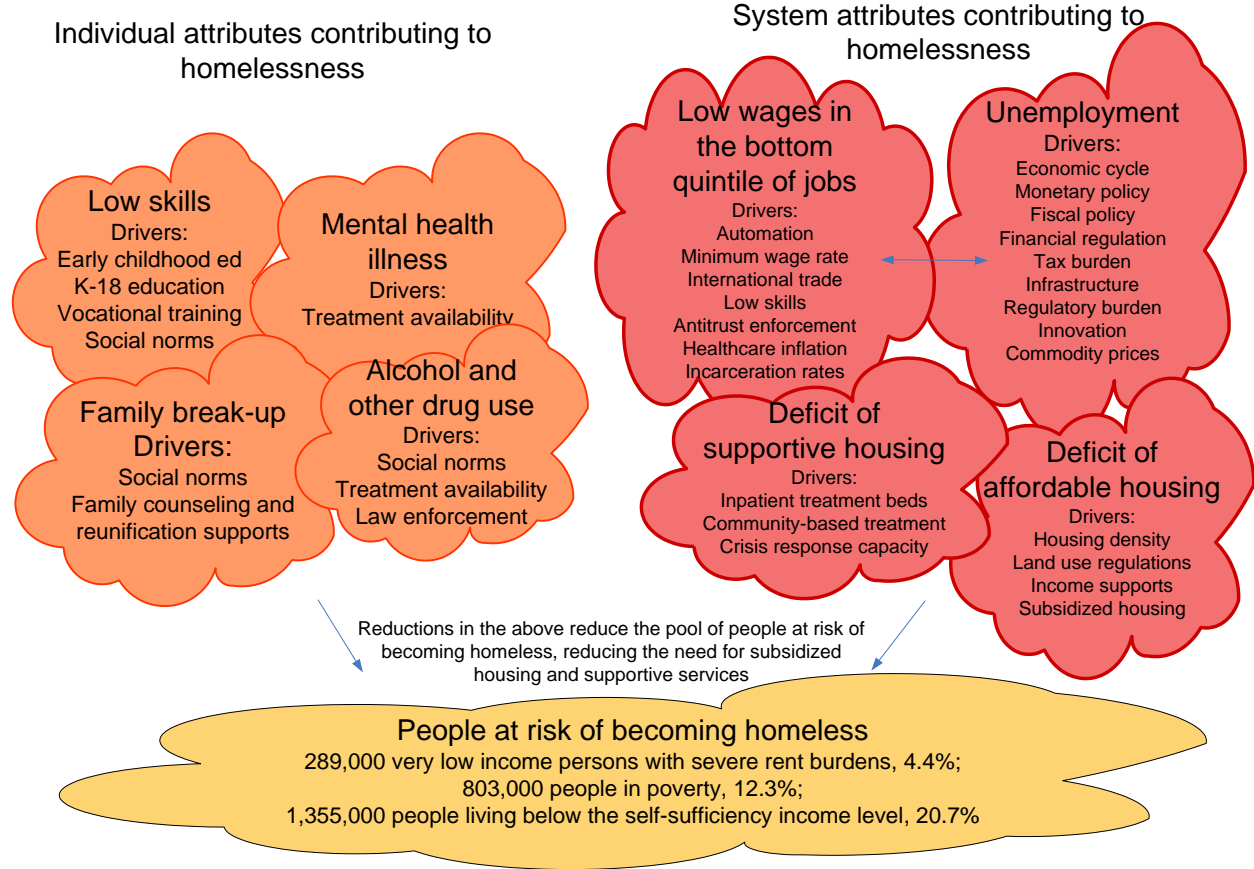 Individual attributes contributing to
homelessness
Low skills
Drivers:
Early childhood ed
K-18 education
Vocational training
Social norms
Mental health
illness
Drivers:
Treatment availability
Family break-up
Drivers:
Social norms
Family counseling and
reunification supports
Alcohol and
other drug use
Drivers:
Social norms
Treatment availability
Law enforcement
System attributes contributing to
homelessness
Low wages in
the bottom
quintile of jobs
Drivers:
Automation
Minimum wage rate
International trade
Low skills
Antitrust enforcement
Healthcare inflation
Incarceration rates
Unemployment
Drivers:
Economic cycle
Monetary policy
Fiscal policy
Financial regulation
Tax burden
Infrastructure
Regulatory burden
Innovation
Commodity prices
Deficit of
supportive housing
Drivers:
Inpatient treatment beds
Community-based treatment
Crisis response capacity
Deficit of
affordable housing
Drivers:
Housing density
Land use regulations
Income supports
Subsidized housing
Reductions in the above reduce the pool of people at risk of
becoming homeless, reducing the need for subsidized
housing and supportive services
People at risk of becoming homeless
289,000 very low income persons with severe rent burdens, 4.4%;
803,000 people in poverty, 12.3%;
1,355,000 people living below the self-sufficiency income level, 20.7%